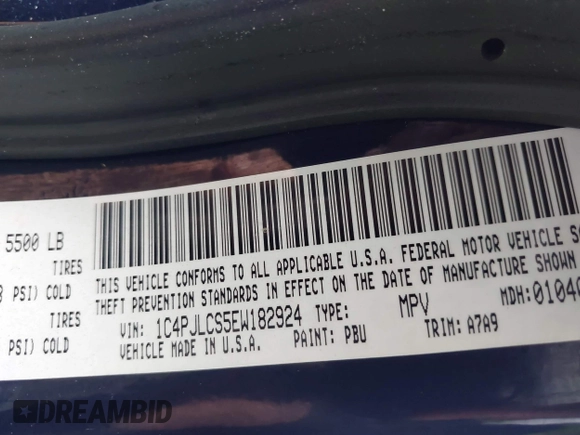 5500 LB
TIRES
PSI) COLD
TIRES
PSI) COLD
THIS VEHICLE CONFORMS TO ALL APPLICABLE U.S.A. FEDERAL MOTOR VEHICLE
THEFT PREVENTION STANDARDS IN EFFECT ON THE DATE OF MANUFACTURE SHOWN
VIN: 1C4PJLCS5EW182924 TYPE: MPV MDH:0104
VEHICLE MADE IN U.S.A. PAINT: PBU TRIM: A7A9
DREAMBID